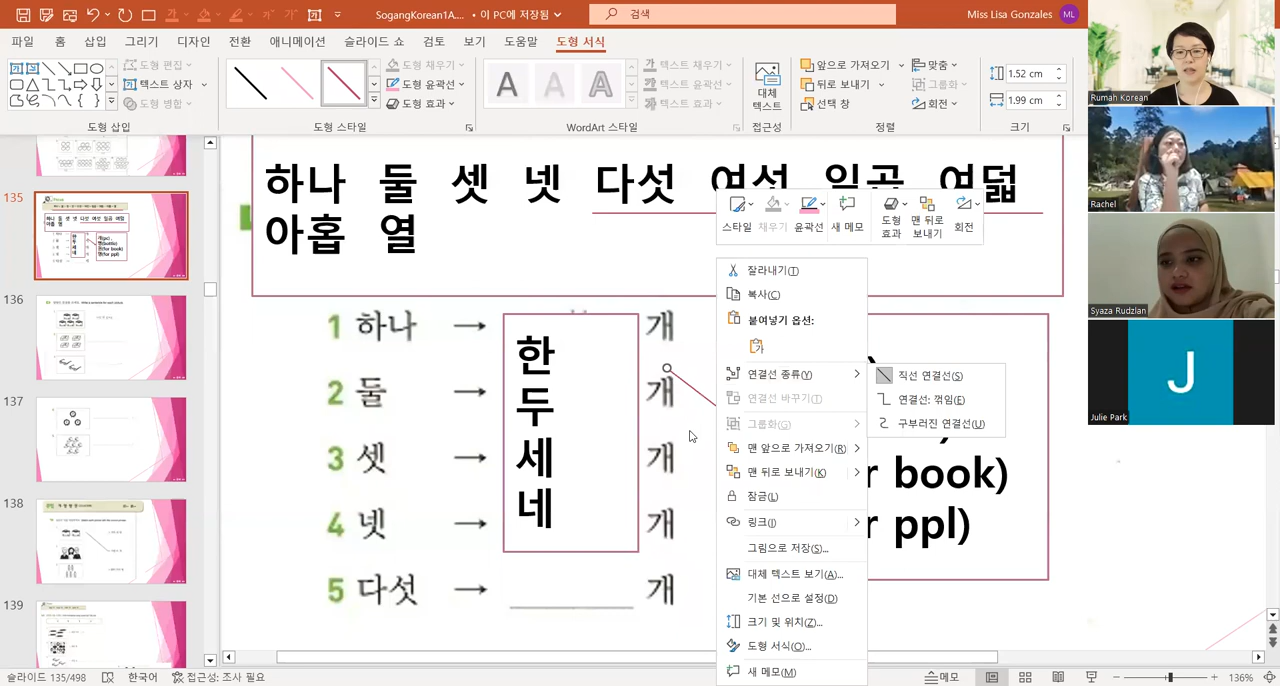 SogangKorean1A.... • 이 PC에 저장됨
검색
Miss Lisa Gonzales
ML
파일 홈 삽입 그리기 디자인 전환 애니메이션 슬라이드 쇼 검토 보기 도움말 도형 서식
도형 편집
텍스트 상자
도형 병합
도형 삽입
도형 채우기
도형 윤곽선
도형 효과
도형 스타일
텍스트 채우기
텍스트 윤곽선
텍스트 효과
WordArt 스타일
대체
텍스트
접근성
앞으로 가져오기
뒤로 보내기
선택 창
맞춤
그룹화
회전
정렬
1.52 cm
1.99 cm
크기
135
136
137
138
139
하나 둘 셋 넷 다섯 여섯 일곱 여덟
아홉 열
1 하나 → 개
2 둘 → 개
3 셋 → 개
4 넷 → 개
5 다섯 → 개
한
두
세
네
r book)
r ppl)
스타일 채우기 윤곽선 새 메모 도형
효과 맨 뒤로
보내기 회전
잘라내기(T)
복사(C)
붙여넣기 옵션:
연결선 종류(Y)
연결선 바꾸기(T)
그룹화(G)
맨 앞으로 가져오기(R)
맨 뒤로 보내기(K)
잠금(L)
링크(I)
그림으로 저장(S)...
대체 텍스트 보기(A)...
기본 선으로 설정(D)
크기 및 위치(Z)...
도형 서식(O)...
새 메모(M)
직선 연결선(S)
연결선: 꺾임(E)
구부러진 연결선(U)
Rumah Korean
Rachel
Syaza Rudzlan
J
Julie Park
슬라이드 135/498
한국어
접근성: 조사 필요
메모
136%